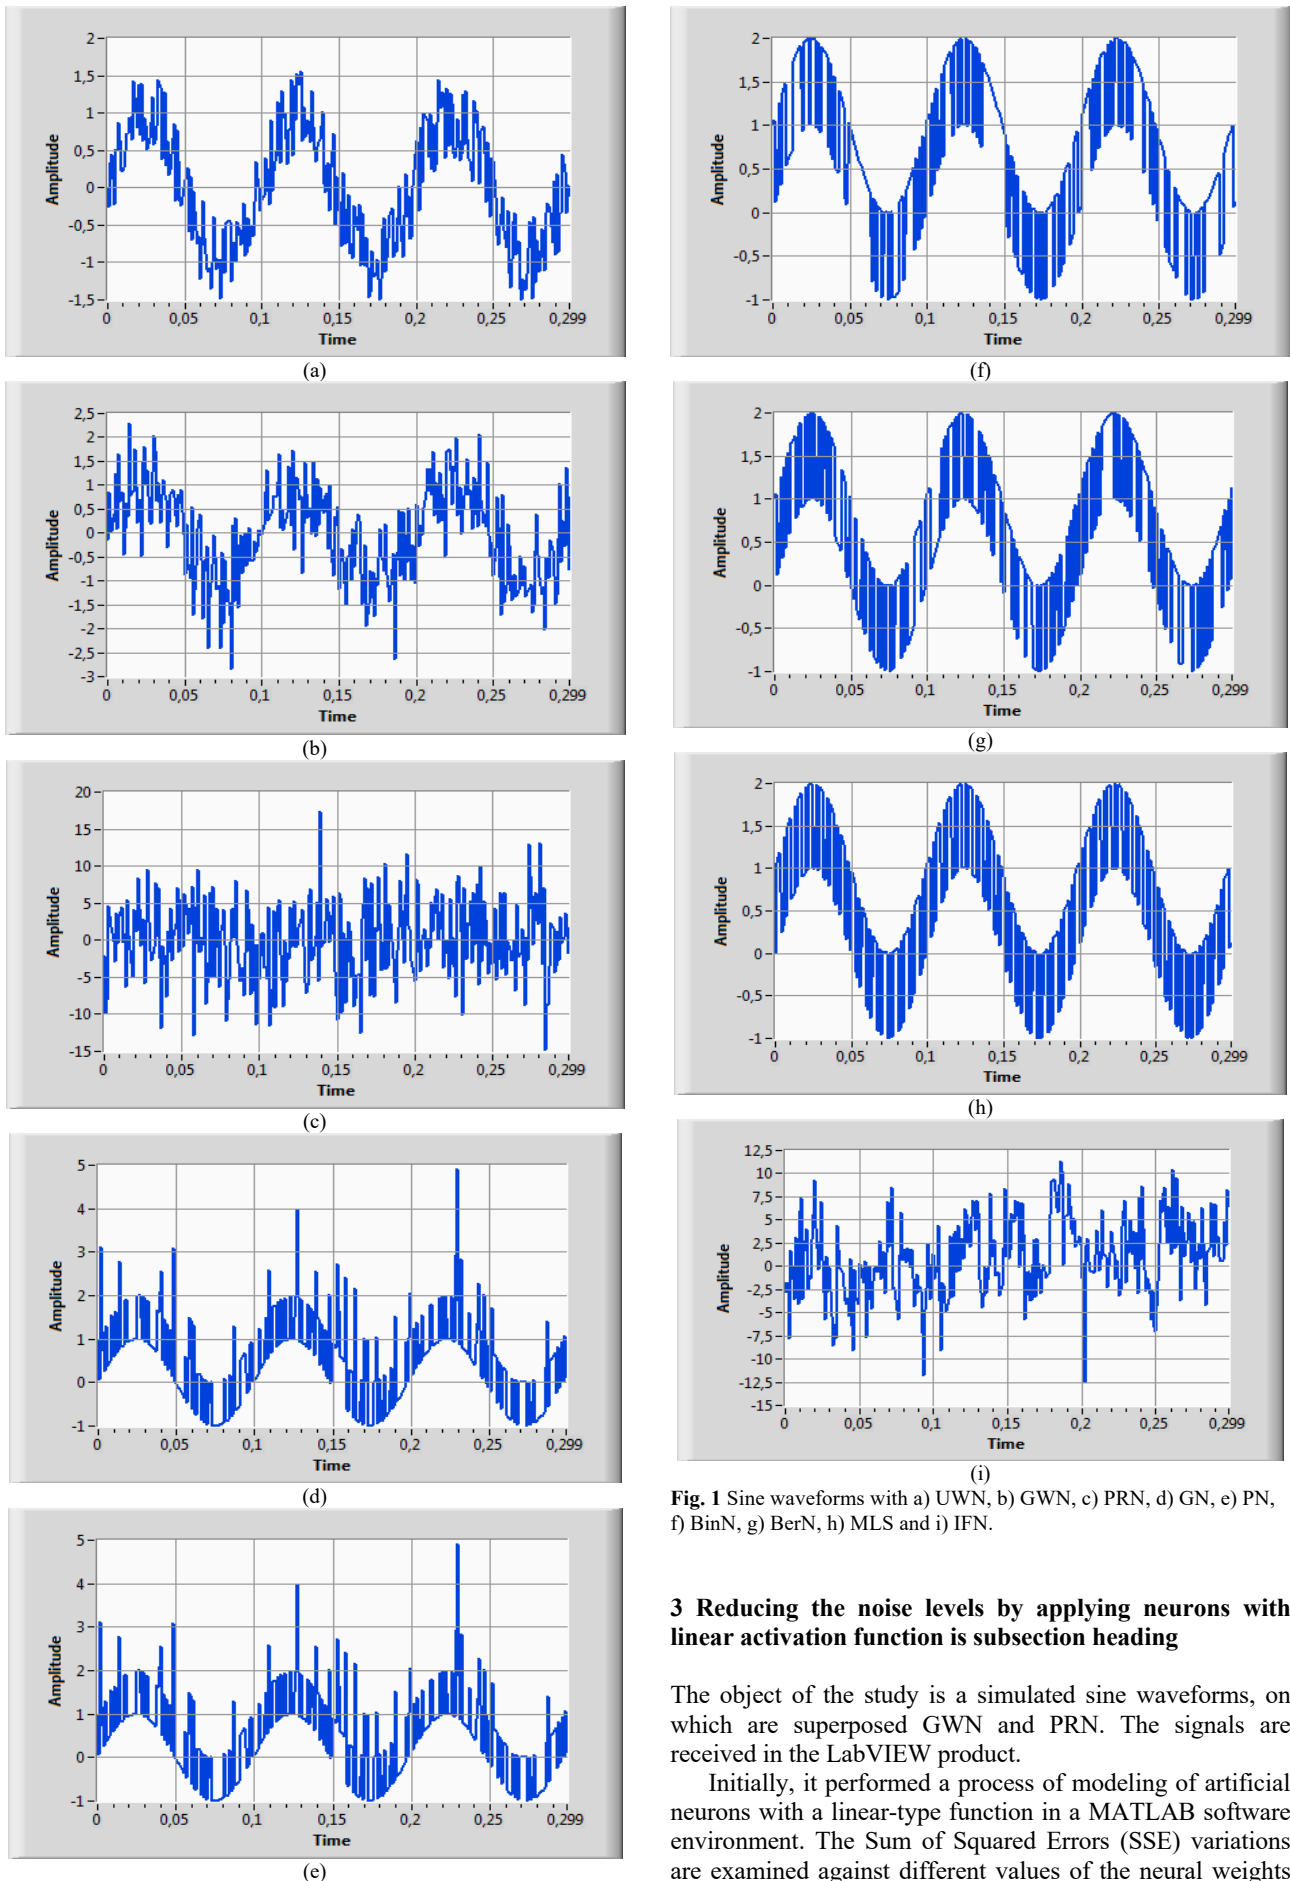 2
1,5
1
0,5
0
-0,5
-1
-1,5
Amplitude
0 0,05 0,1 0,15 0,2 0,25 0,299
Time
(a)
2,5
2
1,5
1
0,5
0
-0,5
-1
-1,5
-2
-2,5
-3
Amplitude
0 0,05 0,1 0,15 0,2 0,25 0,299
Time
(b)
20
15
10
5
0
-5
-10
-15
Amplitude
0 0,05 0,1 0,15 0,2 0,25 0,299
Time
(c)
5
4
3
2
1
0
-1
Amplitude
0 0,05 0,1 0,15 0,2 0,25 0,299
Time
(d)
5
4
3
2
1
0
-1
Amplitude
0 0,05 0,1 0,15 0,2 0,25 0,299
Time
(e)
2
1,5
1
0,5
0
-0,5
-1
Amplitude
0 0,05 0,1 0,15 0,2 0,25 0,299
Time
(f)
2
1,5
1
0,5
0
-0,5
-1
Amplitude
0 0,05 0,1 0,15 0,2 0,25 0,299
Time
(g)
2
1,5
1
0,5
0
-0,5
-1
Amplitude
0 0,05 0,1 0,15 0,2 0,25 0,299
Time
(h)
12,5
10
7,5
5
2,5
0
-2,5
-5
-7,5
-10
-12,5
-15
Amplitude
0 0,05 0,1 0,15 0,2 0,25 0,299
Time
(i)
Fig. 1 Sine waveforms with a) UWN, b) GWN, c) PRN, d) GN, e) PN,
f) BinN, g) BerN, h) MLS and i) IFN.
3 Reducing the noise levels by applying neurons with
linear activation function is subsection heading
The object of the study is a simulated sine waveforms, on
which are superposed GWN and PRN. The signals are
received in the LabVIEW product.
Initially, it performed a process of modeling of artificial
neurons with a linear-type function in a MATLAB software
environment. The Sum of Squared Errors (SSE) variations
are examined against different values of the neural weights